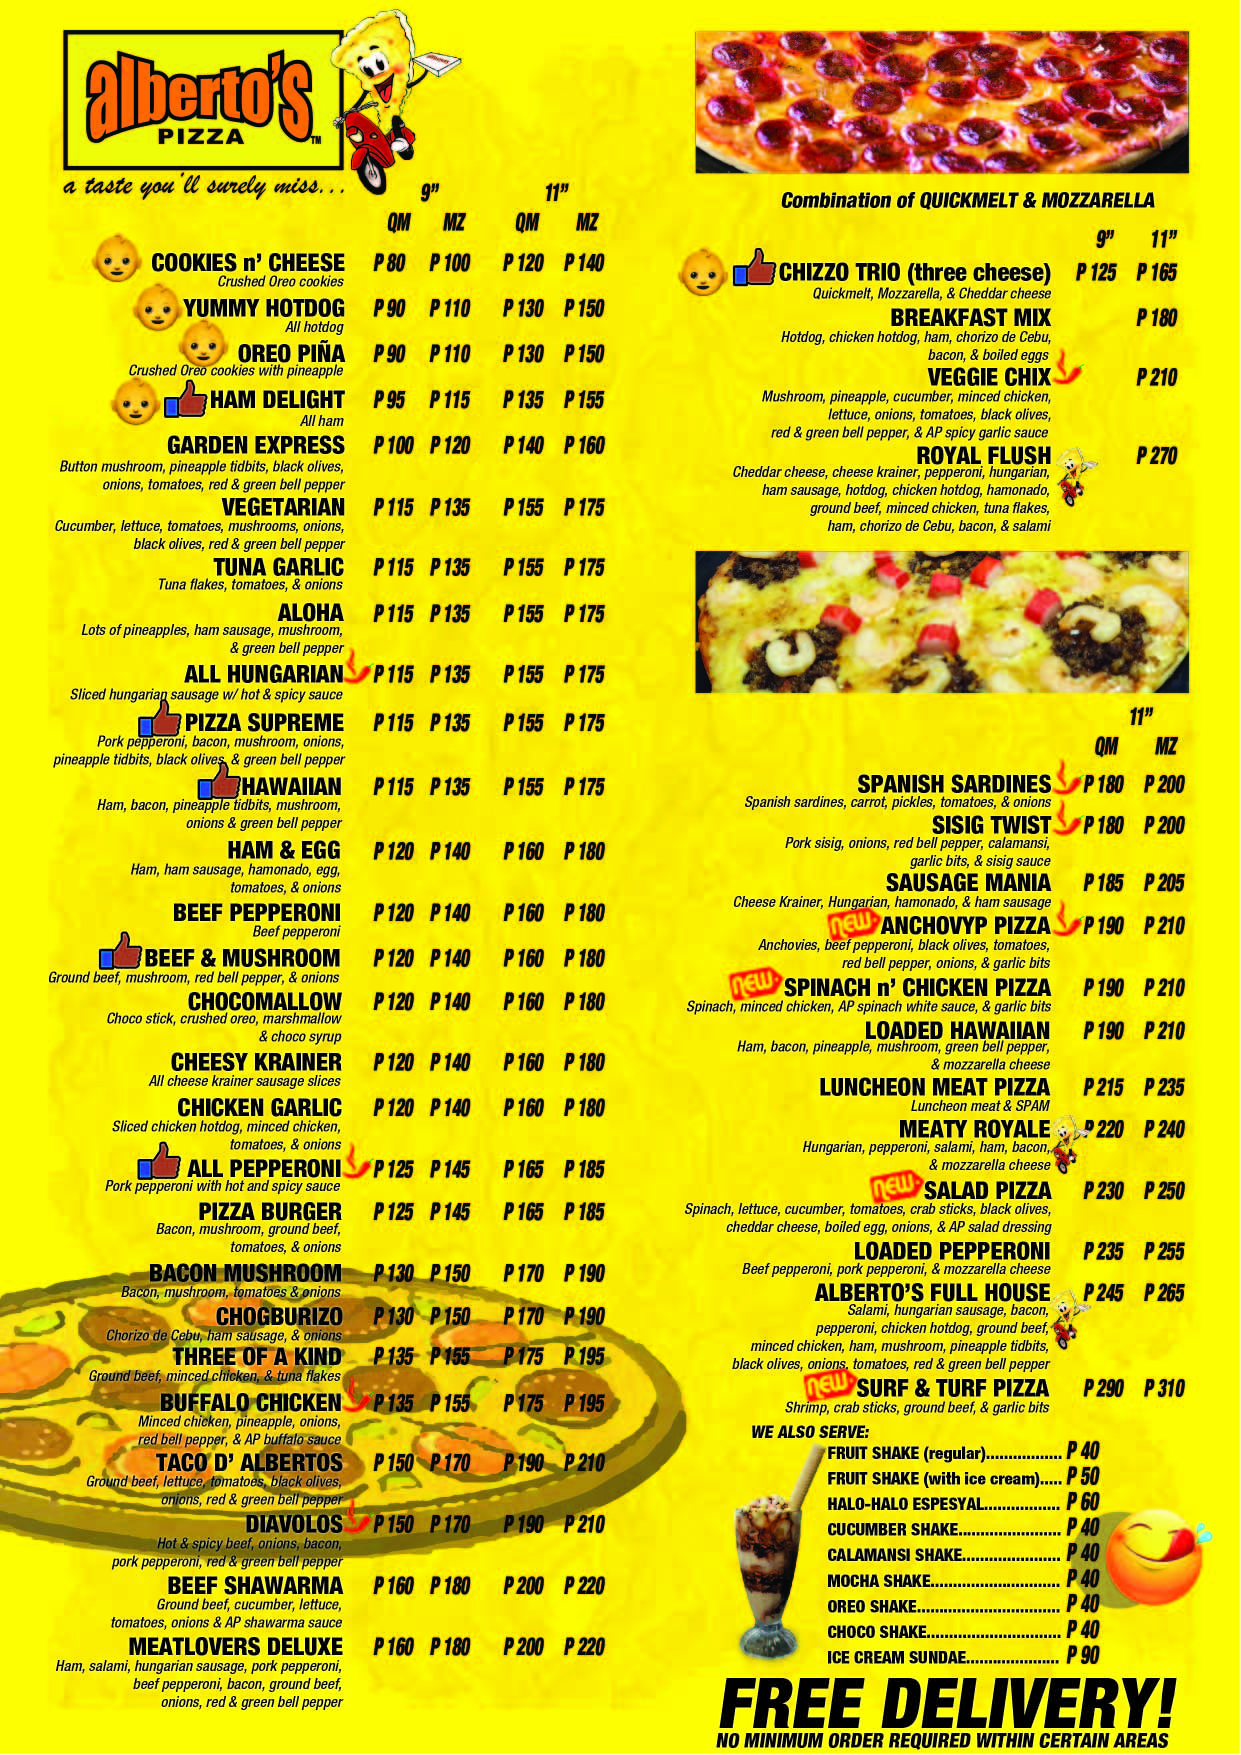 alberto's
PIZZA
TM
a taste you'll surely miss...
9" 11"
QM MZ QM MZ
COOKIES n' CHEESE P 80 P 100 P 120 P 140
Crushed Oreo cookies
YUMMY HOTDOG P 90 P 110 P 130 P 150
All hotdog
OREO PIÑA P 90 P 110 P 130 P 150
Crushed Oreo cookies with pineapple
HAM DELIGHT P 95 P 115 P 135 P 155
All ham
GARDEN EXPRESS P 100 P 120 P 140 P 160
Button mushroom, pineapple tidbits, black olives,
onions, tomatoes, red & green bell pepper
VEGETARIAN P 115 P 135 P 155 P 175
Cucumber, lettuce, tomatoes, mushrooms, onions,
black olives, red & green bell pepper
TUNA GARLIC P 115 P 135 P 155 P 175
Tuna flakes, tomatoes, & onions
ALOHA P 115 P 135 P 155 P 175
Lots of pineapples, ham sausage, mushroom,
& green bell pepper
ALL HUNGARIAN P 115 P 135 P 155 P 175
Sliced hungarian sausage w/ hot & spicy sauce
PIZZA SUPREME P 115 P 135 P 155 P 175
Pork pepperoni, bacon, mushroom, onions,
pineapple tidbits, black olives, & green bell pepper
HAWAIIAN P 115 P 135 P 155 P 175
Ham, bacon, pineapple tidbits, mushroom,
onions & green bell pepper
HAM & EGG P 120 P 140 P 160 P 180
Ham, ham sausage, hamonado, egg,
tomatoes, & onions
BEEF PEPPERONI P 120 P 140 P 160 P 180
Beef pepperoni
BEEF & MUSHROOM P 120 P 140 P 160 P 180
Ground beef, mushroom, red bell pepper, & onions
CHOCOMALLOW P 120 P 140 P 160 P 180
Choco stick, crushed oreo, marshmallow
& choco syrup
CHEESY KRAINER P 120 P 140 P 160 P 180
All cheese krainer sausage slices
CHICKEN GARLIC P 120 P 140 P 160 P 180
Sliced chicken hotdog, minced chicken,
tomatoes, & onions
ALL PEPPERONI P 125 P 145 P 165 P 185
Pork pepperoni with hot and spicy sauce
PIZZA BURGER P 125 P 145 P 165 P 185
Bacon, mushroom, ground beef,
tomatoes, & onions
BACON MUSHROOM P 130 P 150 P 170 P 190
Bacon, mushroom, tomatoes & onions
CHOGBURIZO P 130 P 150 P 170 P 190
Chorizo de Cebu, ham sausage, & onions
THREE OF A KIND P 135 P 155 P 175 P 195
Ground beef, minced chicken, & tuna flakes
BUFFALO CHICKEN P 135 P 155 P 175 P 195
Minced chicken, pineapple, onions,
red bell pepper, & AP buffalo sauce
TACO D' ALBERTOS P 150 P 170 P 190 P 210
Ground beef, lettuce, tomatoes, black olives,
onions, red & green bell pepper
DIAVOLOS P 150 P 170 P 190 P 210
Hot & spicy beef, onions, bacon,
pork pepperoni, red & green bell pepper
BEEF SHAWARMA P 160 P 180 P 200 P 220
Ground beef, cucumber, lettuce,
tomatoes, onions & AP shawarma sauce
MEATLOVERS DELUXE P 160 P 180 P 200 P 220
Ham, salami, hungarian sausage, pork pepperoni,
beef pepperoni, bacon, ground beef,
onions, red & green bell pepper
Combination of QUICKMELT & MOZZARELLA
9" 11"
CHIZZO TRIO (three cheese) P 125 P 165
Quickmelt, Mozzarella, & Cheddar cheese
BREAKFAST MIX P 180
Hotdog, chicken hotdog, ham, chorizo de Cebu,
bacon, & boiled eggs
VEGGIE CHIX P 210
Mushroom, pineapple, cucumber, minced chicken,
lettuce, onions, tomatoes, black olives,
red & green bell pepper, & AP spicy garlic sauce
ROYAL FLUSH P 270
Cheddar cheese, cheese krainer, pepperoni, hungarian,
ham sausage, hotdog, chicken hotdog, hamonado,
ground beef, minced chicken, tuna flakes,
ham, chorizo de Cebu, bacon, & salami
11"
QM MZ
SPANISH SARDINES P 180 P 200
Spanish sardines, carrot, pickles, tomatoes, & onions
SISIG TWIST P 180 P 200
Pork sisig, onions, red bell pepper, calamansi,
garlic bits, & sisig sauce
SAUSAGE MANIA P 185 P 205
Cheese Krainer, Hungarian, hamonado, & ham sausage
NEW ANCHOVYP PIZZA P 190 P 210
Anchovies, beef pepperoni, black olives, tomatoes,
red bell pepper, onions, & garlic bits
NEW SPINACH n' CHICKEN PIZZA P 190 P 210
Spinach, minced chicken, AP spinach white sauce, & garlic bits
LOADED HAWAIIAN P 190 P 210
Ham, bacon, pineapple, mushroom, green bell pepper,
& mozzarella cheese
LUNCHEON MEAT PIZZA P 215 P 235
Luncheon meat & SPAM
MEATY ROYALE P 220 P 240
Hungarian, pepperoni, salami, ham, bacon,
& mozzarella cheese
NEW SALAD PIZZA P 230 P 250
Spinach, lettuce, cucumber, tomatoes, crab sticks, black olives,
cheddar cheese, boiled egg, onions, & AP salad dressing
LOADED PEPPERONI P 235 P 255
Beef pepperoni, pork pepperoni, & mozzarella cheese
ALBERTO'S FULL HOUSE P 245 P 265
Salami, hungarian sausage, bacon,
pepperoni, chicken hotdog, ground beef,
minced chicken, ham, mushroom, pineapple tidbits,
black olives, onions, tomatoes, red & green bell pepper
NEW SURF & TURF PIZZA P 290 P 310
Shrimp, crab sticks, ground beef, & garlic bits
WE ALSO SERVE:
FRUIT SHAKE (regular)................. P 40
FRUIT SHAKE (with ice cream)..... P 50
HALO-HALO ESPESYAL................. P 60
CUCUMBER SHAKE....................... P 40
CALAMANSI SHAKE...................... P 40
MOCHA SHAKE............................. P 40
OREO SHAKE................................ P 40
CHOCO SHAKE.............................. P 40
ICE CREAM SUNDAE..................... P 90
FREE DELIVERY!
NO MINIMUM ORDER REQUIRED WITHIN CERTAIN AREAS